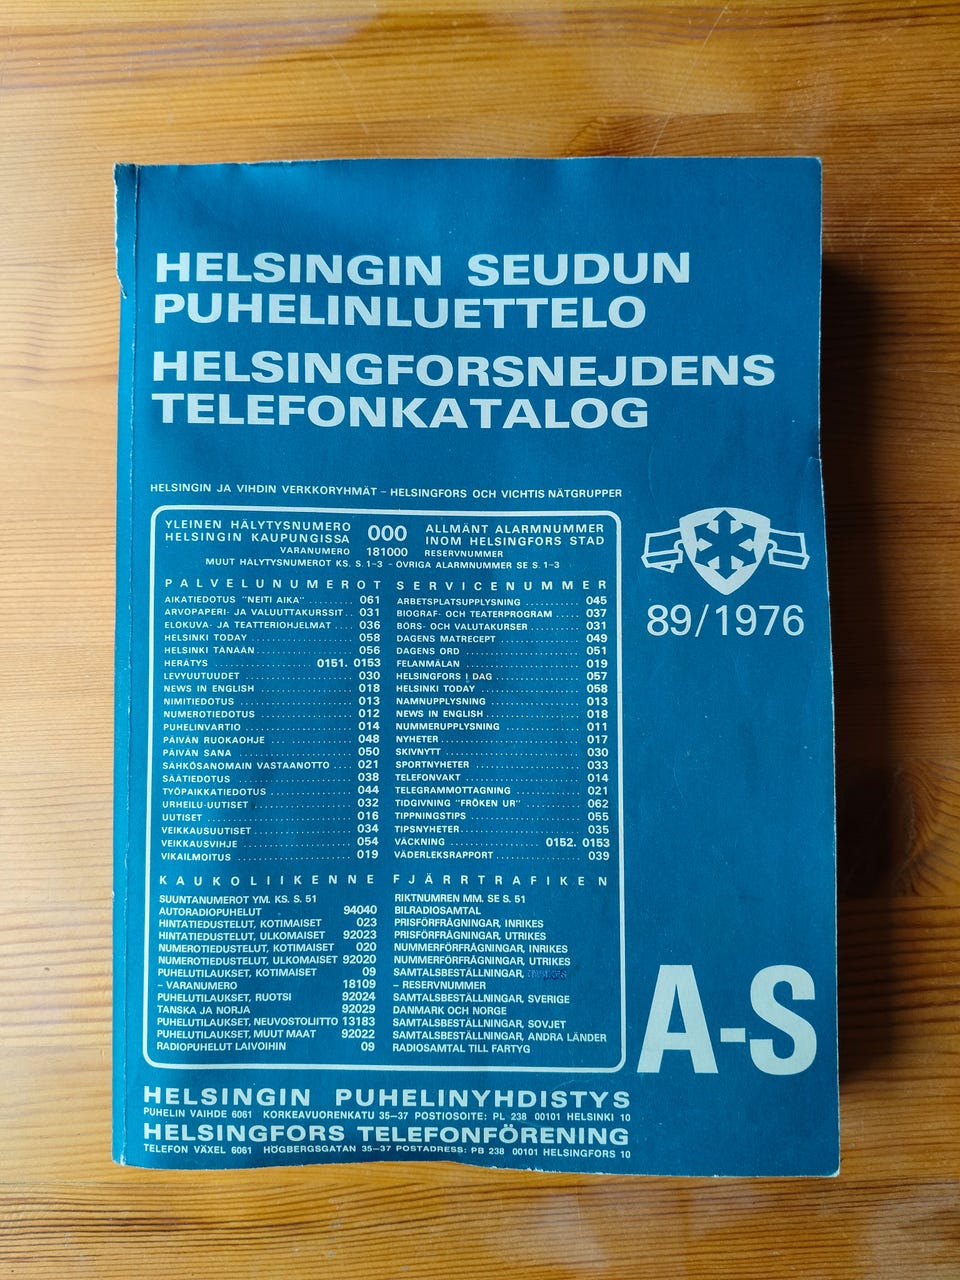 HELSINGIN SEUDUN
PUHELINLUETTELO
HELSINGFORSNEJDENS
TELEFONKATALOG
HELSINGIN JA VIHDIN VERKKORYHMÄT – HELSINGFORS OCH VICHTIS NÄTGRUPPER
YLEINEN HÄLYTYSNUMERO
HELSINGIN KAUPUNGISSA
000
ALLMÄNT ALARMNUMMER
INOM HELSINGFORS STAD
VARANUMERO 181000 RESERVNUMMER
MUUT HÄLYTYSNUMEROT KS. S. 1–3 – ÖVRIGA ALARMNUMMER SE S. 1–3
PALVELUNUMEROT
AIKATIEDOTUS "NEITI AIKA" ......... 061
ARVOPAPERI- JA VALUUTTAKURSSIT .... 031
ELOKUVA- JA TEATTERIOHJELMAT .... 036
HELSINKI TODAY ......... 058
HELSINKI TÄNÄÄN ......... 056
HERÄTYS ......... 0151. 0153
LEVYUUTUUDET ......... 030
NEWS IN ENGLISH ......... 018
NIMITIEDOTUS ......... 013
NUMEROTIEDOTUS ......... 012
PUHELINVARTIO ......... 014
PÄIVÄN RUOKAOHJE ......... 048
PÄIVÄN SANA ......... 050
SÄHKÖSANOMAIN VASTAANOTTO .... 021
SÄÄTIEDOTUS ......... 038
TYÖPAIKKATIEDOTUS ......... 044
URHEILU-UUTISET ......... 032
UUTISET ......... 016
VEIKKAUSUUTISET ......... 034
VEIKKAUSVIHJE ......... 054
VIKAILMOITUS ......... 019
SERVICENUMMER
ARBETSPLATSUPPLYSNING ......... 045
BIOGRAF- OCH TEATERPROGRAM ..... 037
BÖRS- OCH VALUTAKURSER ......... 031
DAGENS MATRECEPT ......... 049
DAGENS ORD ......... 051
FELANMÄLAN ......... 019
HELSINGFORS I DAG ......... 057
HELSINKI TODAY ......... 058
NAMNUPPLYSNING ......... 013
NEWS IN ENGLISH ......... 018
NUMMERUPPLYSNING ......... 011
NYHETER ......... 017
SKIVNYTT ......... 030
SPORTNYHETER ......... 033
TELEFONVAKT ......... 014
TELEGRAMMOTTAGNING ......... 021
TIDGIVNING "FRÖKEN UR" ......... 062
TIPPNINGSTIPS ......... 055
TIPSNYHETER ......... 035
VÄCKNING ......... 0152. 0153
VÄDERLEKSRAPPORT ......... 039
KAUKOLIIKENNE FJÄRRTRAFIKEN
SUUNTANUMEROT YM. KS. S. 51 RIKTNUMREN MM. SE S. 51
AUTORADIOPUHELUT 94040 BILRADIOSAMTAL
HINTATIEDUSTELUT, KOTIMAISET 023 PRISFÖRFRÅGNINGAR, INRIKES
HINTATIEDUSTELUT, ULKOMAISET 92023 PRISFÖRFRÅGNINGAR, UTRIKES
NUMEROTIEDUSTELUT, KOTIMAISET 020 NUMMERFÖRFRÅGNINGAR, INRIKES
NUMEROTIEDUSTELUT, ULKOMAISET 92020 NUMMERFÖRFRÅGNINGAR, UTRIKES
PUHELUTILAUKSET, KOTIMAISET 09 SAMTALSBESTÄLLNINGAR,
– VARANUMERO 18109 – RESERVNUMMER
PUHELUTILAUKSET, RUOTSI 92024 SAMTALSBESTÄLLNINGAR, SVERIGE
TANSKA JA NORJA 92029 DANMARK OCH NORGE
PUHELUTILAUKSET, NEUVOSTOLIITTO 13183 SAMTALSBESTÄLLNINGAR, SOVJET
PUHELUTILAUKSET, MUUT MAAT 92022 SAMTALSBESTÄLLNINGAR, ANDRA LÄNDER
RADIOPUHELUT LAIVOIHIN 09 RADIOSAMTAL TILL FARTYG
89/1976
A-S
HELSINGIN PUHELINYHDISTYS
PUHELIN VAIHDE 6061 KORKEAVUORENKATU 35–37 POSTIOSOITE: PL 238 00101 HELSINKI 10
HELSINGFORS TELEFONFÖRENING
TELEFON VÄXEL 6061 HÖGBERGSGATAN 35–37 POSTADRESS: PB 238 00101 HELSINGFORS 10